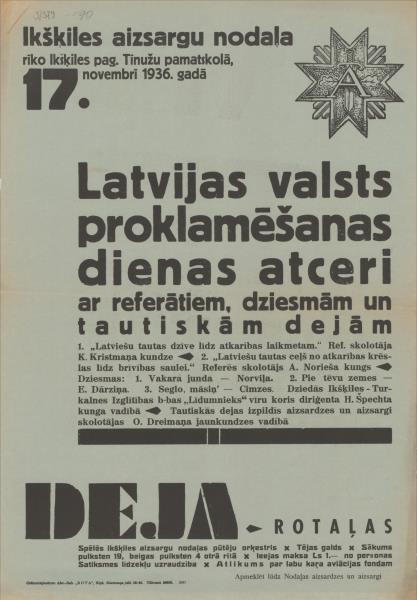 Ikšķiles aizsargu nodaļa
rīko Ikšķiles pag. Tīnužu pamatskolā,
17. novembrī 1936. gadā
Latvijas valsts
proklamēšanas
dienas atceri
ar referātiem, dziesmām un
tautiskām dejām
1. „Latviešu tautas dzīve līdz atkarības laikmetam." Ref. skolotāja
K. Kristmaņa kundze 2. „Latviešu tautas ceļš no atkarības krēs-
las līdz brīvības saulei." Referēs skolotājs A. Norieša kungs
Dziesmas: 1. Vakara junda — Norviļa. 2. Pie tēvu zemes —
E. Dārziņa. 3. Seglo, māsiņ' — Cimzes. Dziedās Ikšķiles - Tur-
kalnes Izglītības b-bas „Lidumnieks" vīru koris diriģenta H. Špechta
kunga vadībā Tautiskās dejas izpildīs aizsardzes un aizsargi
skolotājas O. Dreimaņa jaunkundzes vadībā
DEJA - ROTAĻAS
Spēlēs Ikšķiles aizsargu nodaļas pūtēju orķestris × Tējas galds × Sākums
pulksten 19, beigas pulksten 4 otrā rītā × Ieejas maksa Ls 1.— no personas
Satiksmes līdzekļu uzraudzība × Atlikums par labu kaŗa aviācijas fondam
Apmeklēt lūdz Nodaļas aizsardzes un aizsargi